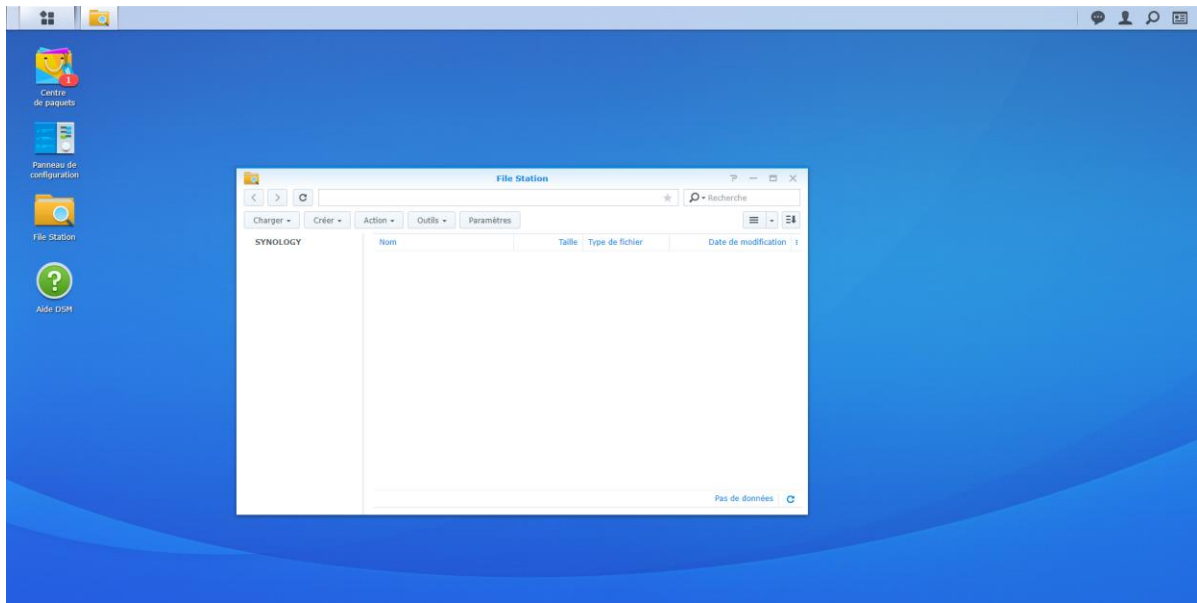 1
Centre
de paquets
Panneau de
configuration
File Station
Aide DSM
File Station
Recherche
Charger Créer Action Outils Paramètres
SYNOLOGY Nom Taille Type de fichier Date de modification
Pas de données